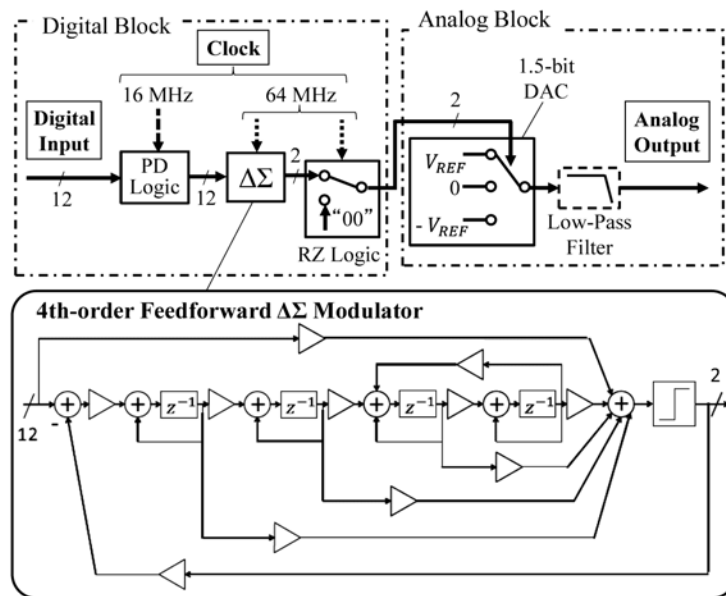 Digital Block
Analog Block
Clock
16 MHz
64 MHz
1.5-bit
DAC
Digital
Input
Analog
Output
PD
Logic
ΔΣ
12
12
2
2
"00"
RZ Logic
V_REF
0
- V_REF
Low-Pass
Filter
4th-order Feedforward ΔΣ Modulator
12
-
z⁻¹
z⁻¹
z⁻¹
z⁻¹
2